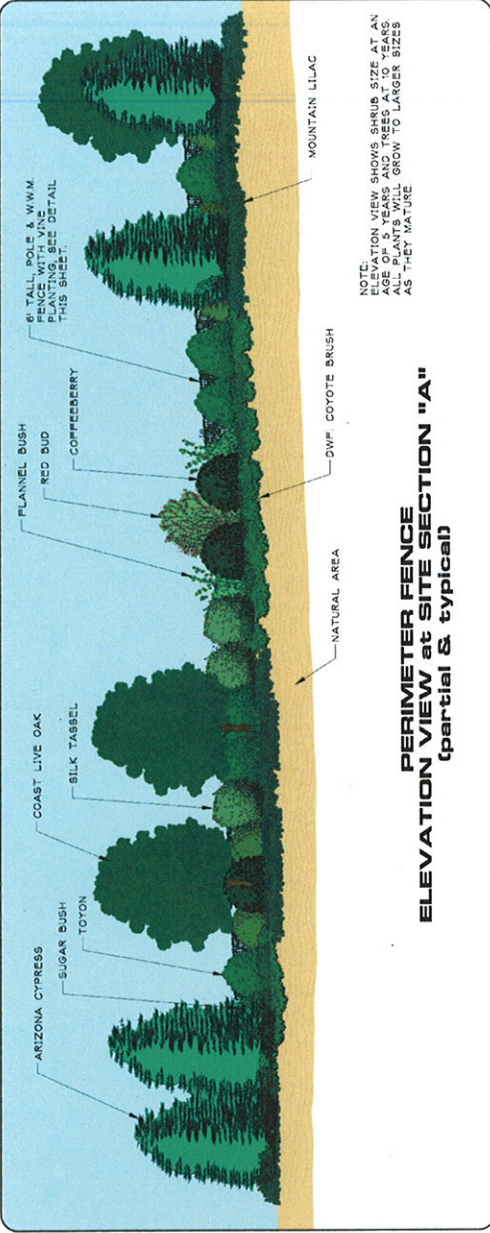 ARIZONA CYPRESS
SUGAR BUSH
TOYON
COAST LIVE OAK
SILK TASSEL
FLANNEL BUSH
RED BUD
COFFEEBERRY
6' TALL, POLE & W.W.M.
FENCE WITH VINE
PLANTING, SEE DETAIL
THIS SHEET.
NATURAL AREA
DWF. COYOTE BRUSH
MOUNTAIN LILAC
NOTE:
ELEVATION VIEW SHOWS SHRUB SIZE AT AN
AGE OF 5 YEARS AND TREES AT 10 YEARS.
ALL PLANTS WILL GROW TO LARGER SIZES
AS THEY MATURE.
PERIMETER FENCE
ELEVATION VIEW at SITE SECTION "A"
(partial & typical)